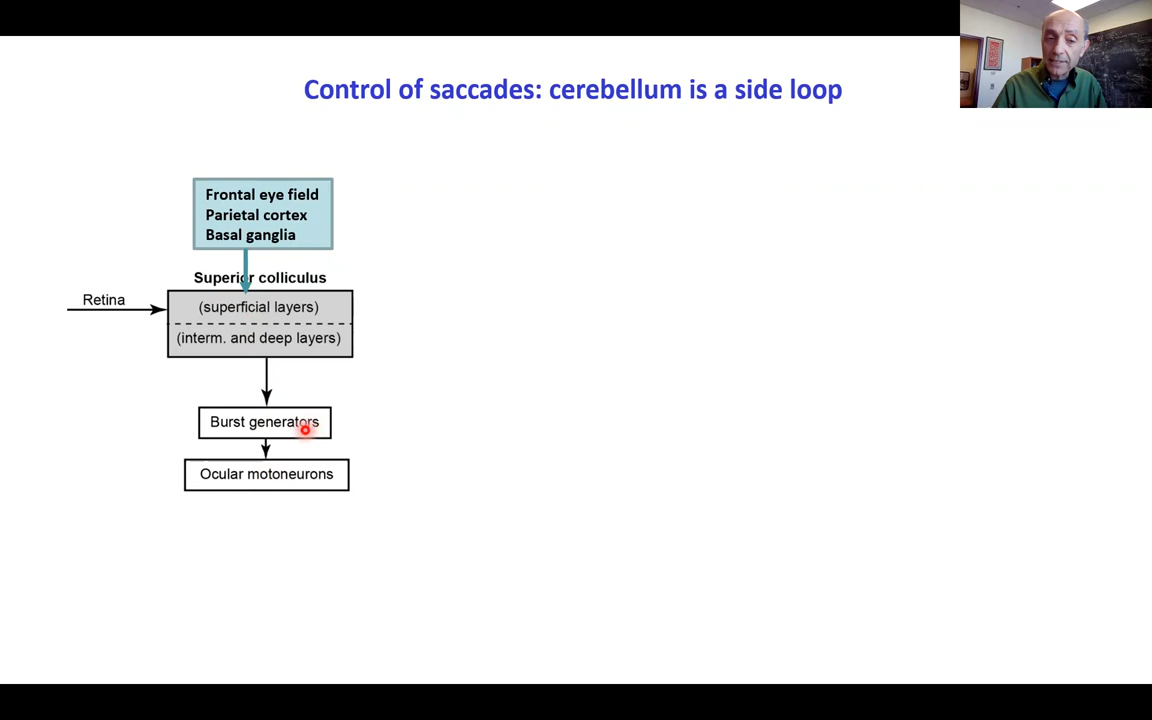 Control of saccades: cerebellum is a side loop
Frontal eye field
Parietal cortex
Basal ganglia
Superior colliculus
Retina
(superficial layers)
(interm. and deep layers)
Burst generators
Ocular motoneurons